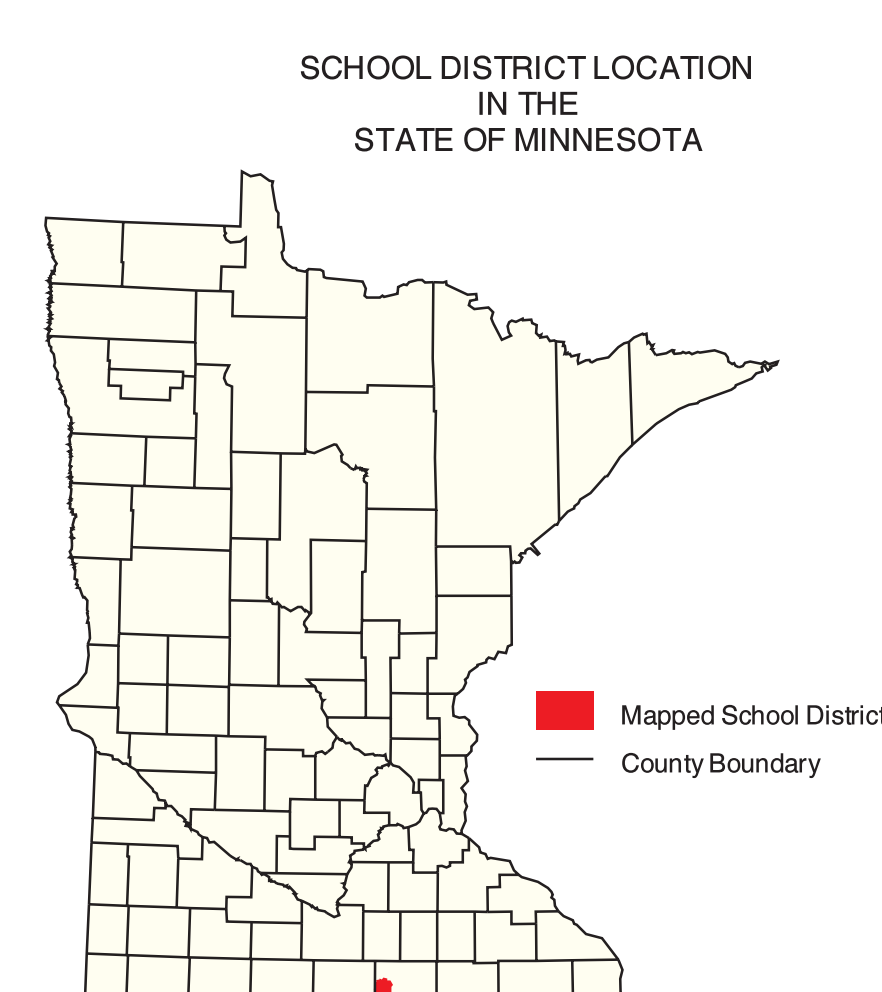 SCHOOL DISTRICT LOCATION
IN THE
STATE OF MINNESOTA
Mapped School District
County Boundary